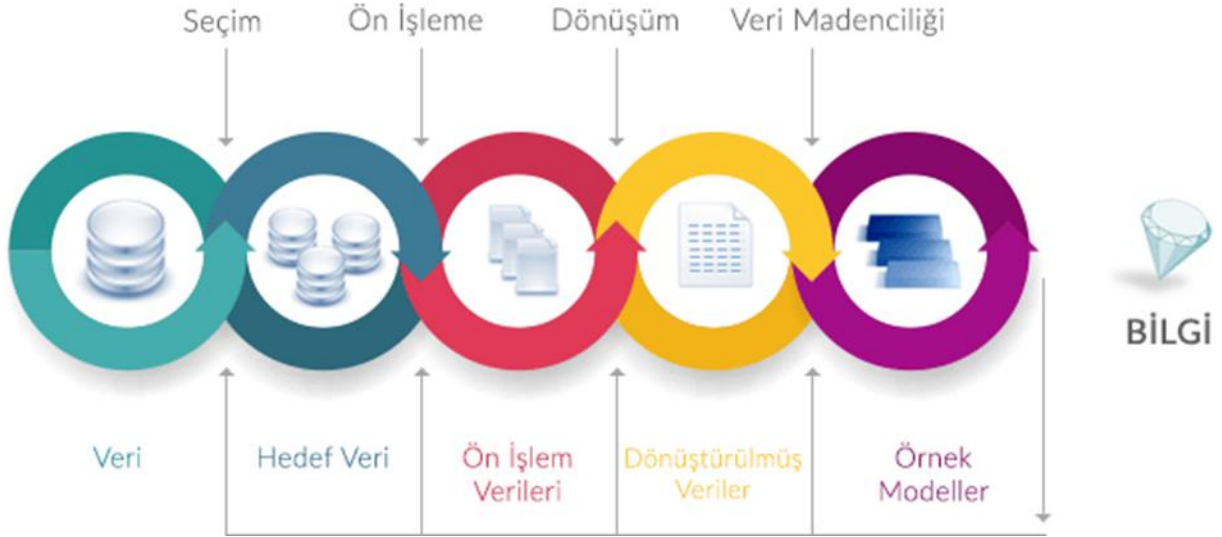 Seçim
Ön İşleme
Dönüşüm
Veri Madenciliği
BİLGİ
Veri
Hedef Veri
Ön İşlem
Verileri
Dönüştürülmüş
Veriler
Örnek
Modeller